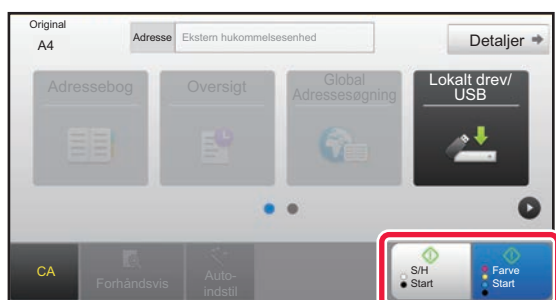 Original
A4
Adresse
Ekstern hukommelsesenhed
Detaljer
Adressebog
Oversigt
Global
Adressesøgning
Lokalt drev/
USB
CA
Forhåndsvis
Auto-
indstil
S/H
Start
Farve
Start